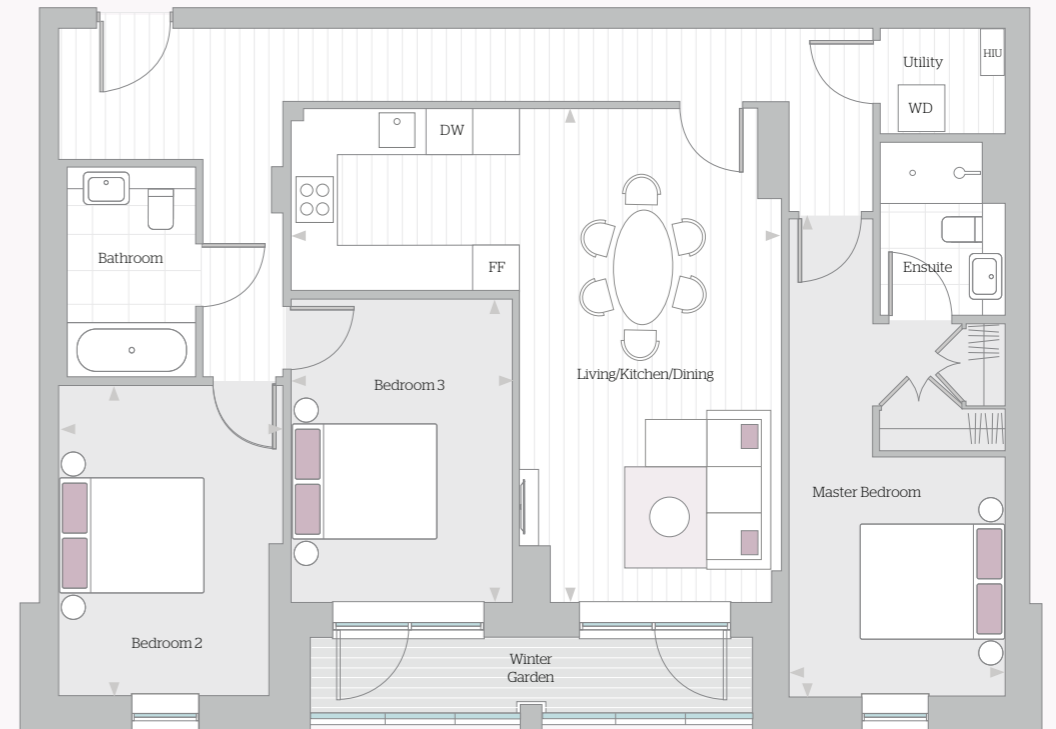 Utility
HIU
WD
DW
Bathroom
FF
Ensuite
Living/Kitchen/Dining
Bedroom 3
Master Bedroom
Bedroom 2
Winter
Garden